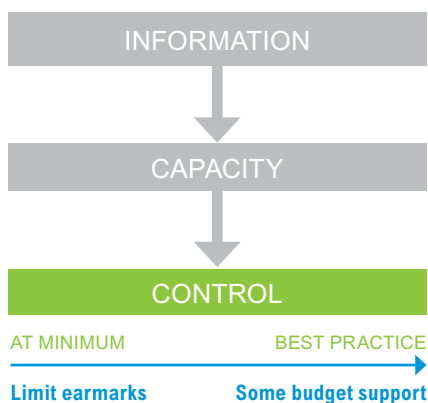 INFORMATION
CAPACITY
CONTROL
AT MINIMUM BEST PRACTICE
Limit earmarks Some budget support